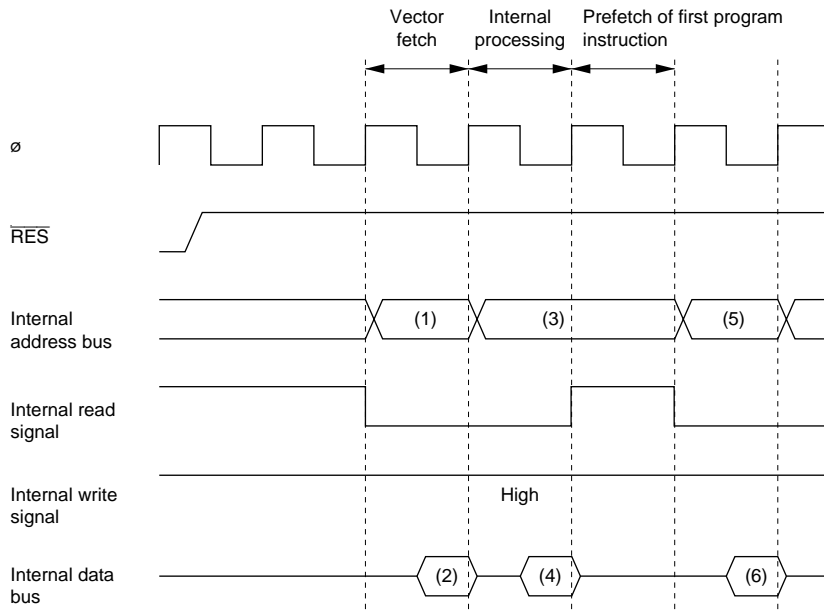 Vector
fetch
Internal
processing
Prefetch of first program
instruction
ø
RES
Internal
address bus
(1)
(3)
(5)
Internal read
signal
Internal write
signal
High
Internal data
bus
(2)
(4)
(6)